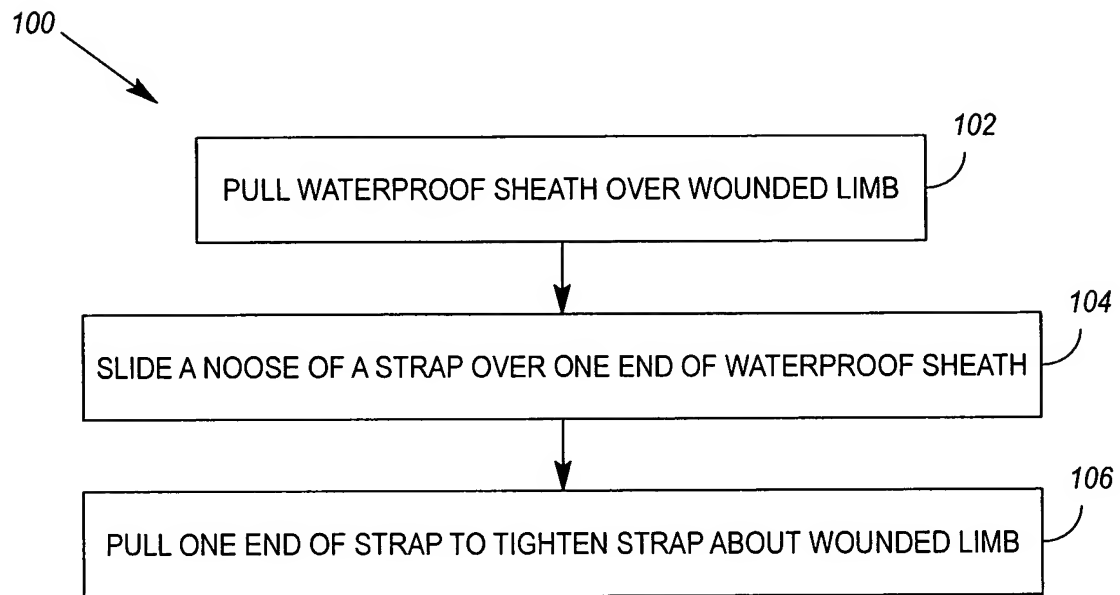 100
102
PULL WATERPROOF SHEATH OVER WOUNDED LIMB
104
SLIDE A NOOSE OF A STRAP OVER ONE END OF WATERPROOF SHEATH
106
PULL ONE END OF STRAP TO TIGHTEN STRAP ABOUT WOUNDED LIMB